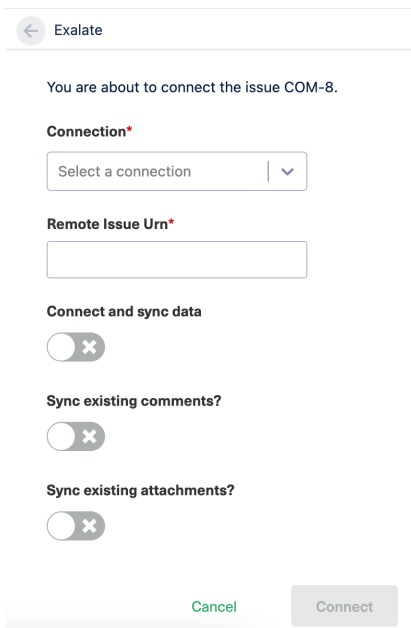 Exalate
You are about to connect the issue COM-8.
Connection*
Select a connection
Remote Issue Urn*
Connect and sync data
Sync existing comments?
Sync existing attachments?
Cancel
Connect